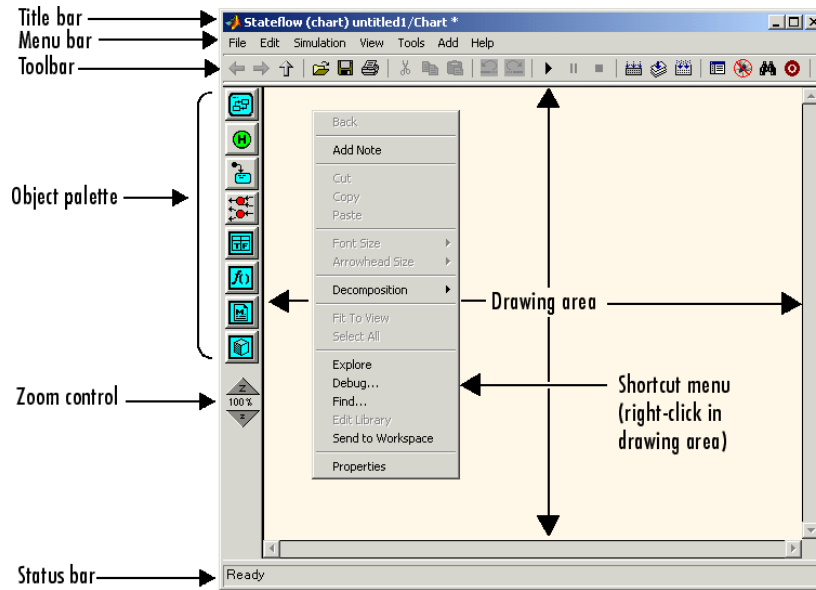 Title bar
Stateflow (chart) untitled1/Chart *
Menu bar
File Edit Simulation View Tools Add Help
Toolbar
Back
H
Add Note
Cut
Copy
Paste
Object palette
Font Size
Arrowhead Size
T F
f()
Decomposition
Drawing area
M
Fit To View
Select All
Explore
Debug...
Find...
Edit Library
Send to Workspace
Properties
Shortcut menu
(right-click in
drawing area)
Zoom control
Z
100%
z
Status bar
Ready